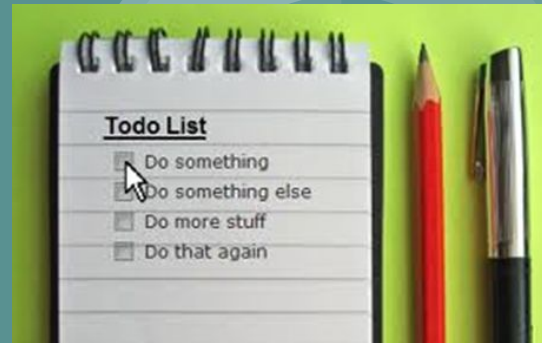 Todo List
Do something
Do something else
Do more stuff
Do that again